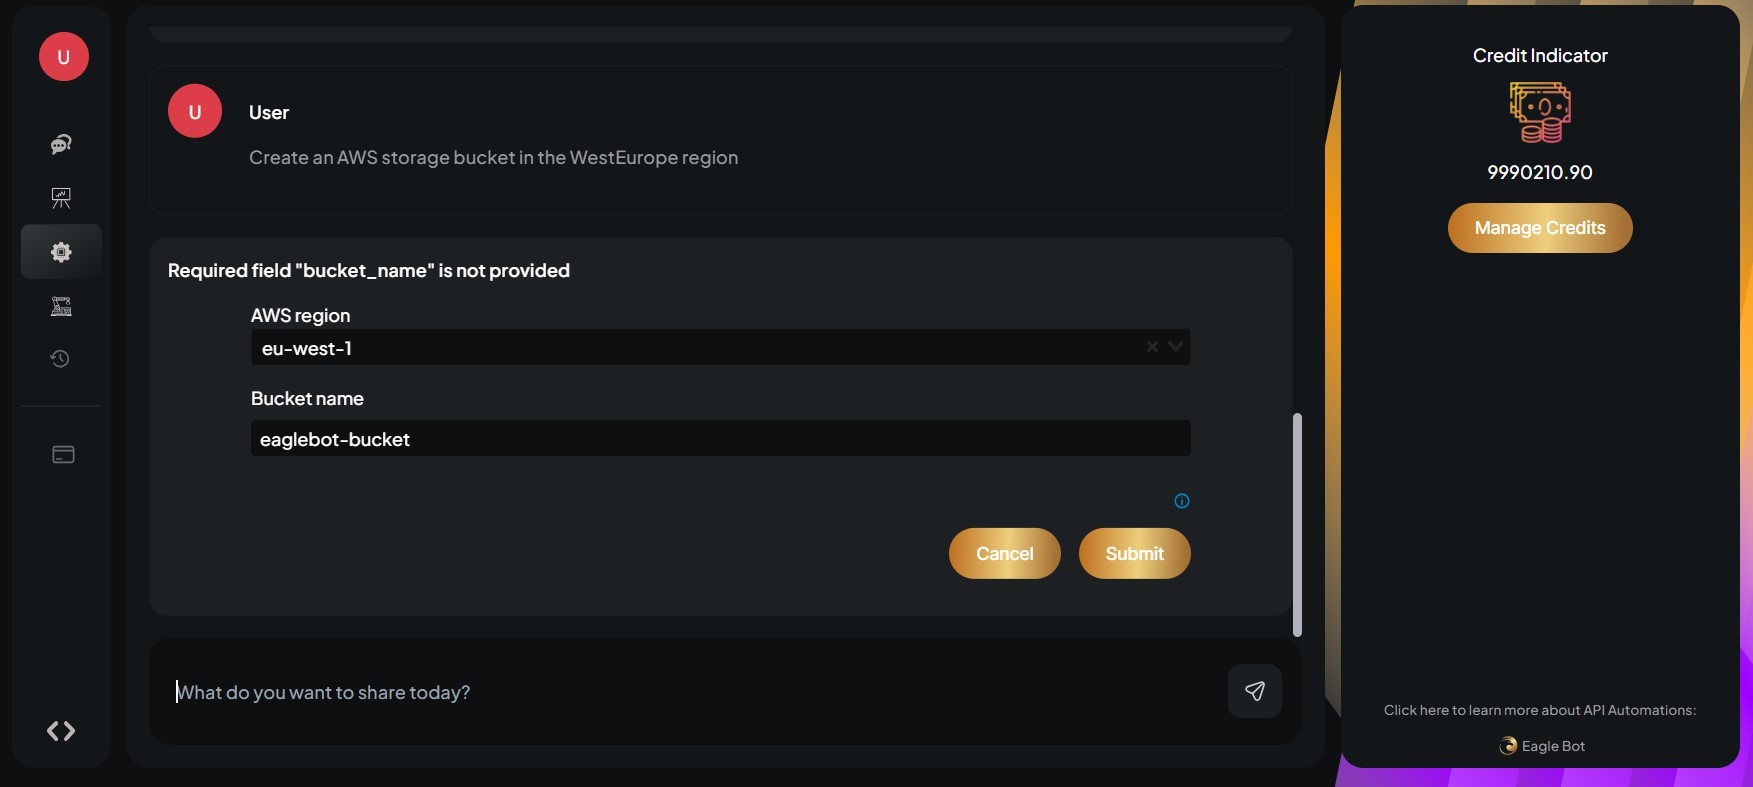 U
U
User
Create an AWS storage bucket in the WestEurope region
Required field "bucket_name" is not provided
AWS region
eu-west-1
Bucket name
eaglebot-bucket
Cancel
Submit
What do you want to share today?
Credit Indicator
9990210.90
Manage Credits
Click here to learn more about API Automations:
Eagle Bot